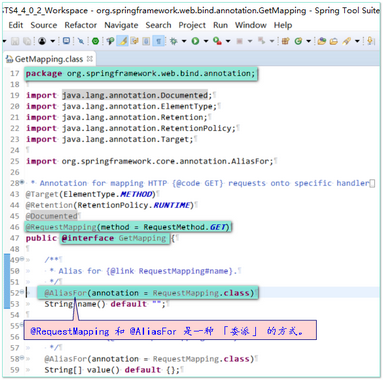 STS4_4_0_2_Workspace - org.springframework.web.bind.annotation.GetMapping - Spring Tool Suite
Edit Source Refactor Navigate Search Project Run Window Help
GetMapping.class
17 package org.springframework.web.bind.annotation;
18
19 import java.lang.annotation.Documented;
20 import java.lang.annotation.ElementType;
21 import java.lang.annotation.Retention;
22 import java.lang.annotation.RetentionPolicy;
23 import java.lang.annotation.Target;
24
25 import org.springframework.core.annotation.AliasFor;
26
28 * Annotation for mapping HTTP {@code GET} requests onto specific handler
43 @Target(ElementType.METHOD)
44 @Retention(RetentionPolicy.RUNTIME)
45 @Documented
46 @RequestMapping(method = RequestMethod.GET)
47 public @interface GetMapping {
48
49 /**
50 * Alias for {@link RequestMapping#name}.
51 */
52 @AliasFor(annotation = RequestMapping.class)
53 String name() default "";
54
@RequestMapping 和 @AliasFor 是一种 「委派」 的方式。
57 */
58 @AliasFor(annotation = RequestMapping.class)
59 String[] value() default {};